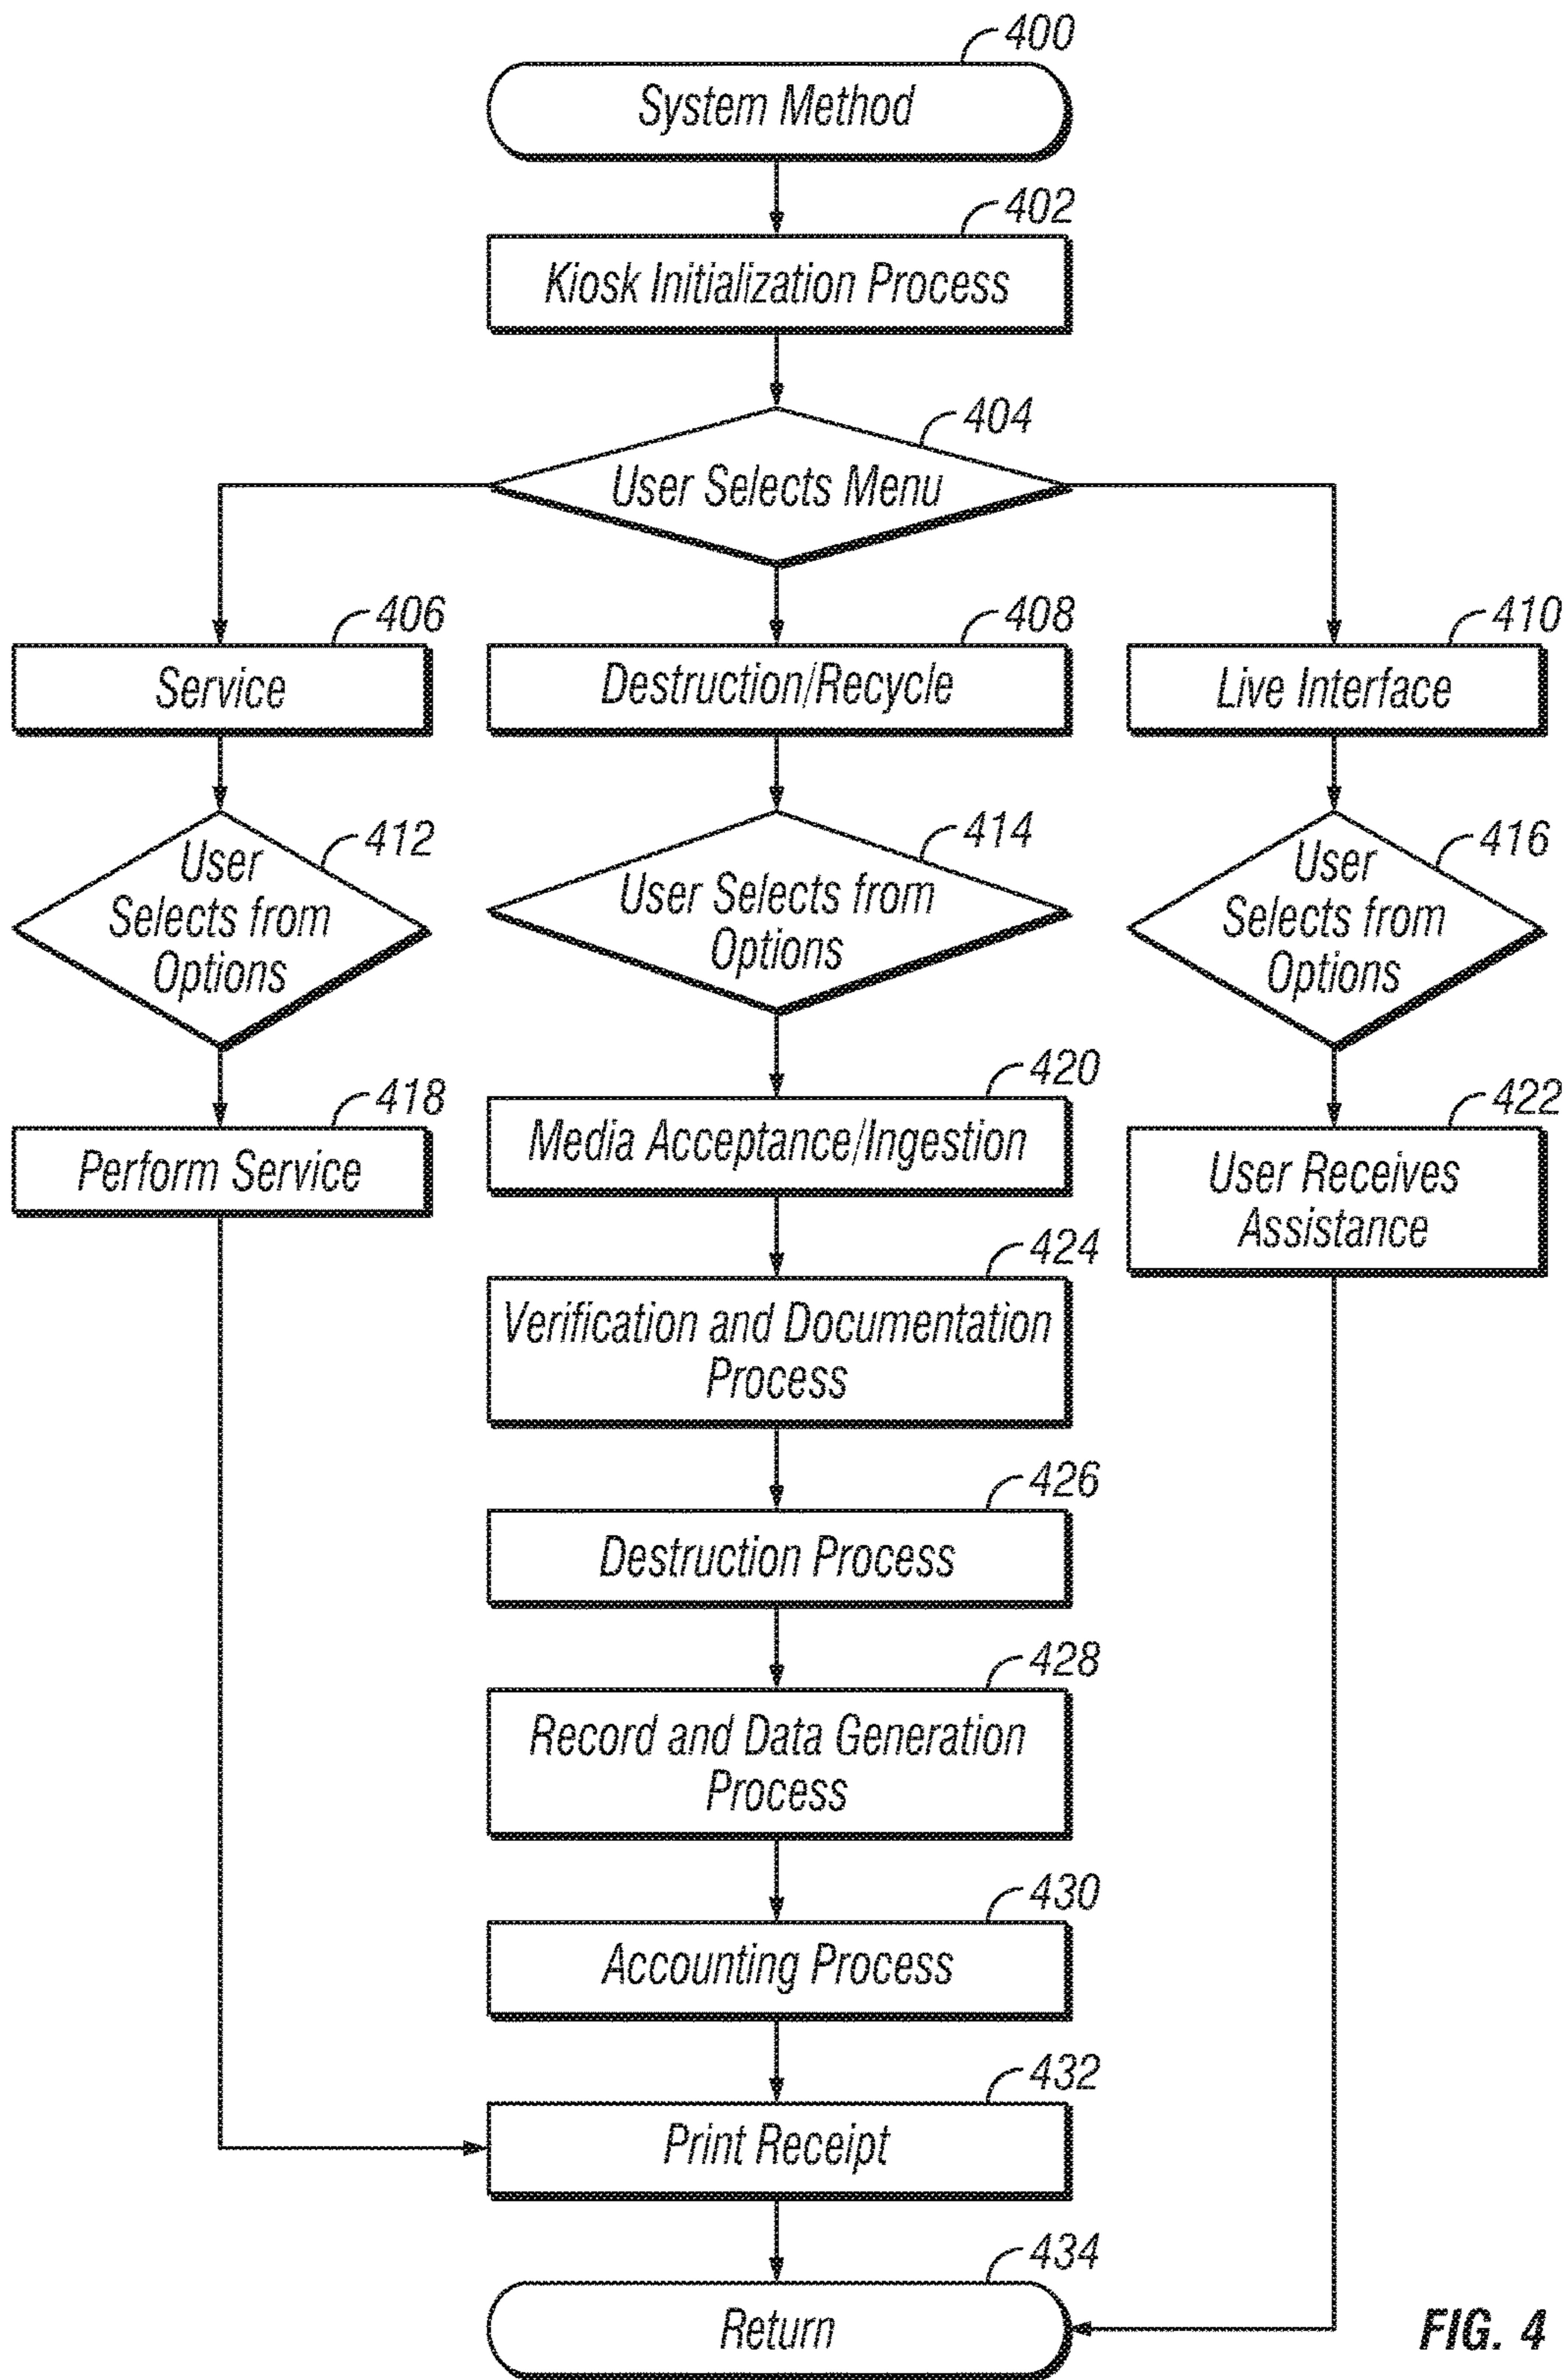 400
System Method
402
Kiosk Initialization Process
404
User Selects Menu
406
Service
408
Destruction/Recycle
410
Live Interface
412
User
Selects from
Options
414
User Selects from
Options
416
User
Selects from
Options
418
Perform Service
420
Media Acceptance/Ingestion
422
User Receives
Assistance
424
Verification and Documentation
Process
426
Destruction Process
428
Record and Data Generation
Process
430
Accounting Process
432
Print Receipt
434
Return
FIG. 4